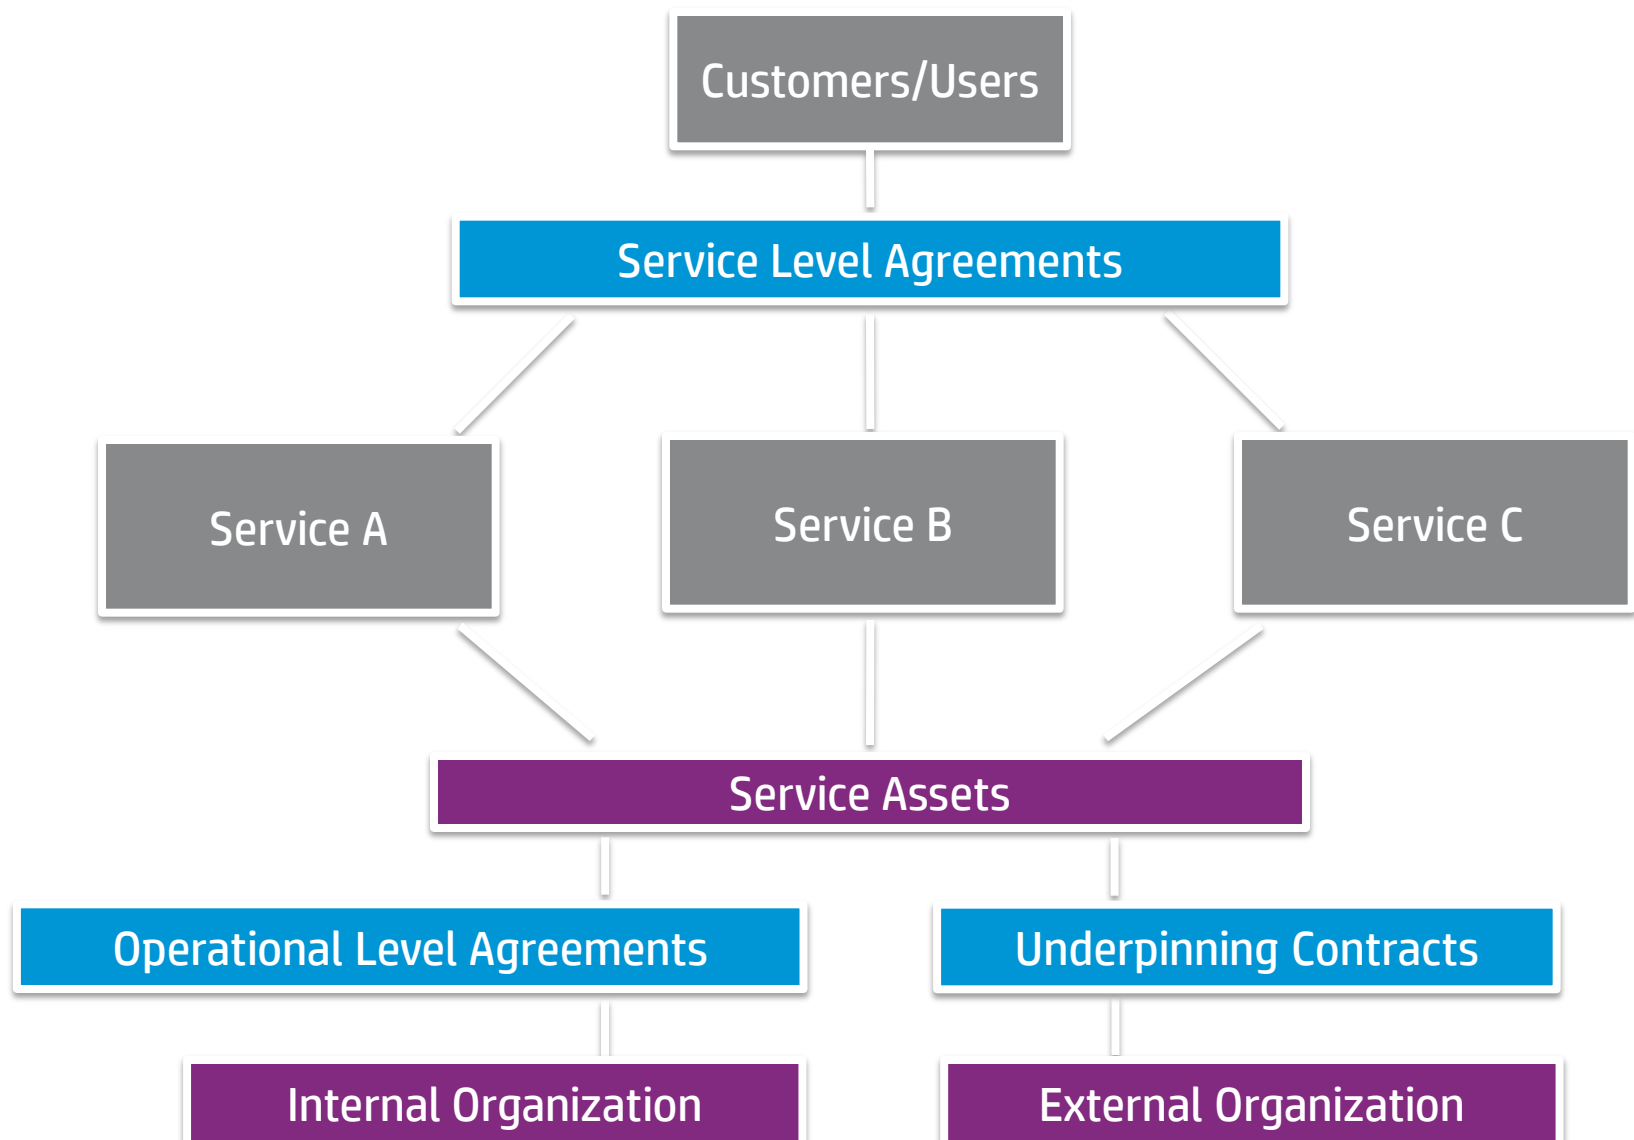 Customers/Users
Service Level Agreements
Service A
Service B
Service C
Service Assets
Operational Level Agreements
Underpinning Contracts
Internal Organization
External Organization